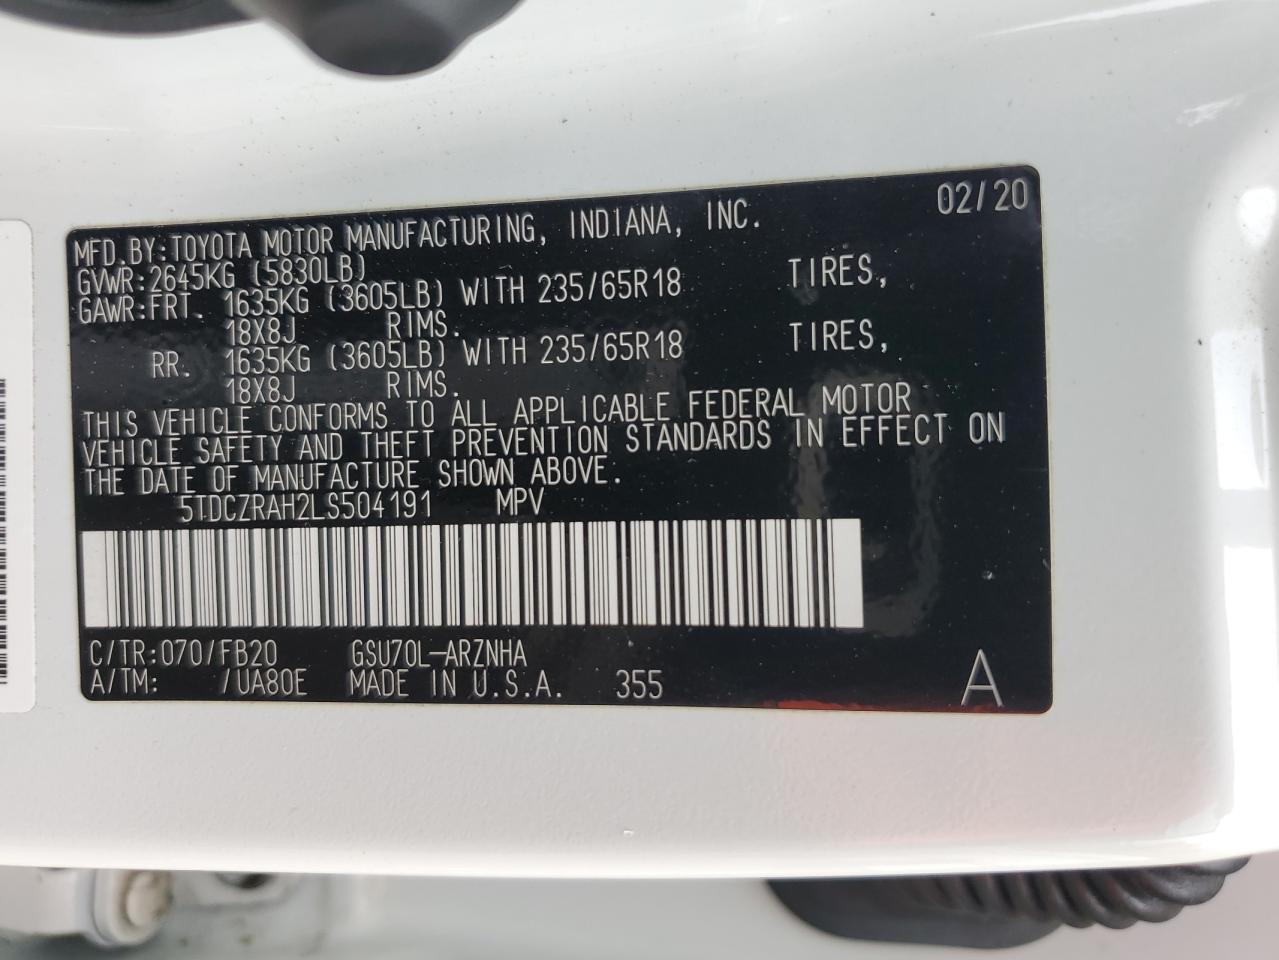 02/20
MFD.BY:TOYOTA MOTOR MANUFACTURING, INDIANA, INC.
GVWR:2645KG (5830LB)
GAWR:FRT. 1635KG (3605LB) WITH 235/65R18 TIRES,
18X8J RIMS.
RR. 1635KG (3605LB) WITH 235/65R18 TIRES,
18X8J RIMS.
THIS VEHICLE CONFORMS TO ALL APPLICABLE FEDERAL MOTOR
VEHICLE SAFETY AND THEFT PREVENTION STANDARDS IN EFFECT ON
THE DATE OF MANUFACTURE SHOWN ABOVE.
5TDCZRAH2LS504191 MPV
C/TR:070/FB20 GSU70L-ARZNHA
A/TM: /UA80E MADE IN U.S.A. 355
A